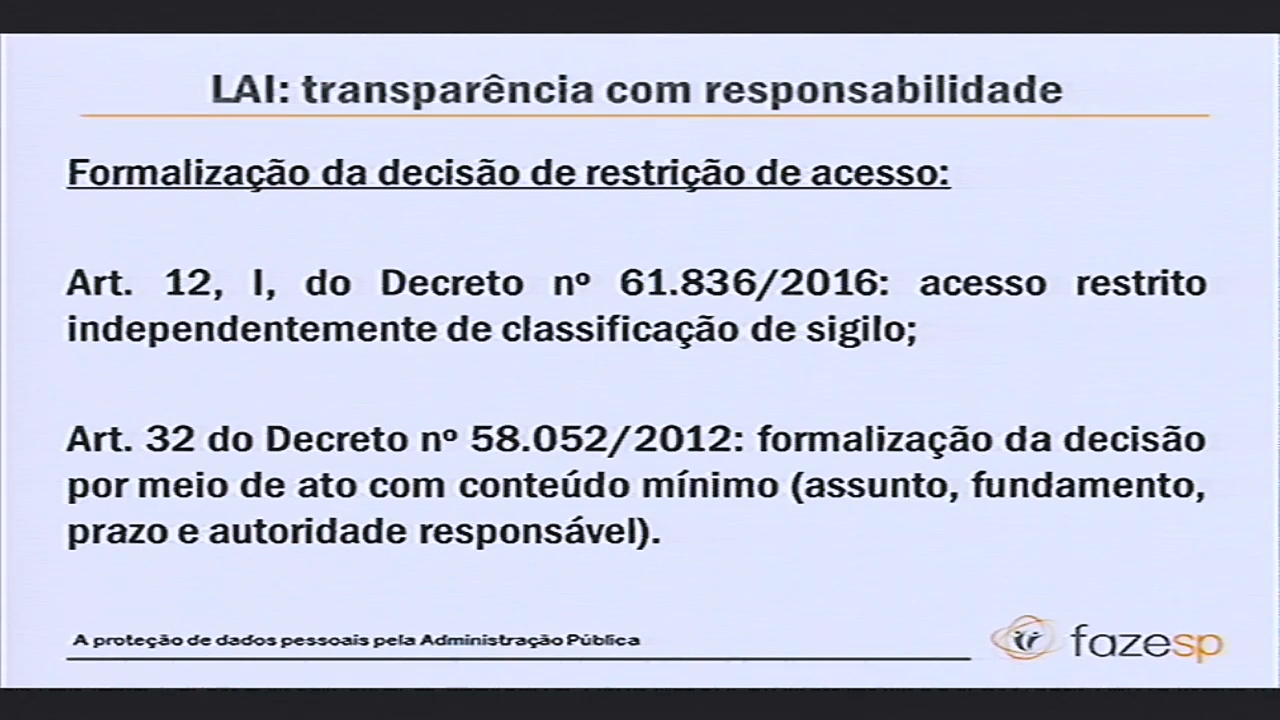 LAI: transparência com responsabilidade
Formalização da decisão de restrição de acesso:
Art. 12, I, do Decreto nº 61.836/2016: acesso restrito
independentemente de classificação de sigilo;
Art. 32 do Decreto nº 58.052/2012: formalização da decisão
por meio de ato com conteúdo mínimo (assunto, fundamento,
prazo e autoridade responsável).
A proteção de dados pessoais pela Administração Pública
fazesp